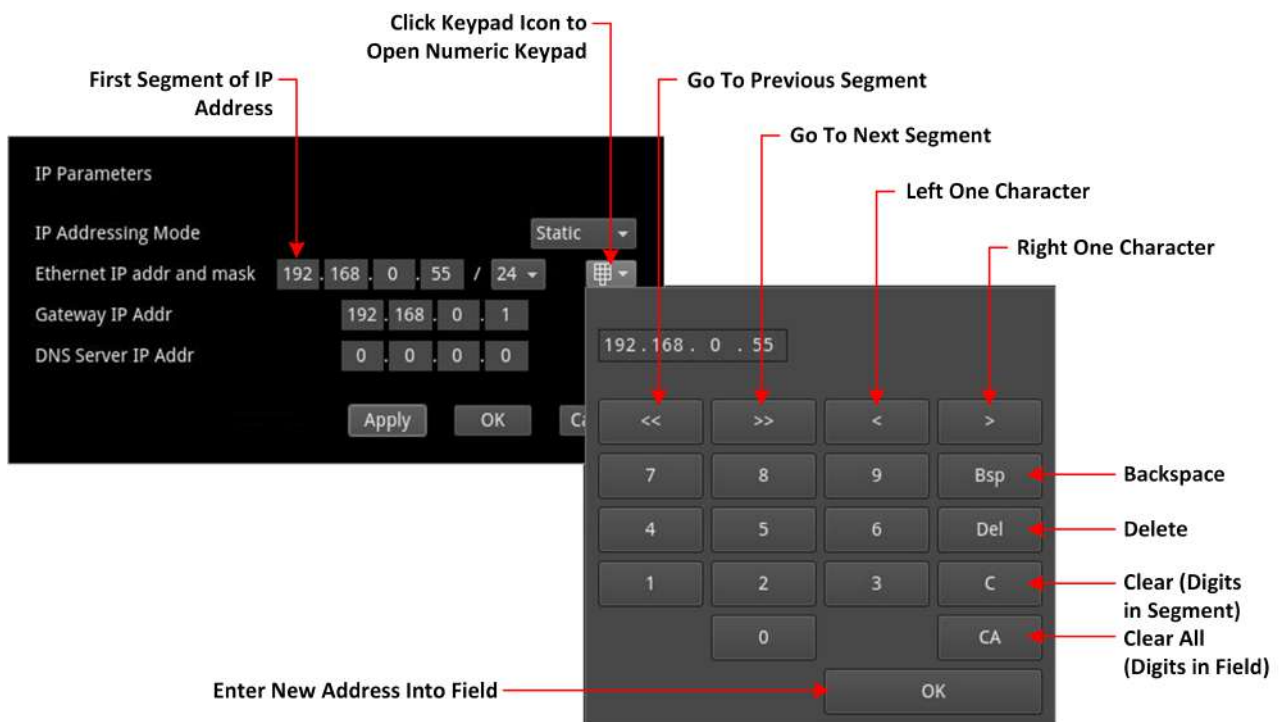 Click Keypad Icon to
Open Numeric Keypad
First Segment of IP
Address
Go To Previous Segment
Go To Next Segment
Left One Character
Right One Character
IP Parameters
IP Addressing Mode Static
Ethernet IP addr and mask 192 . 168 . 0 . 55 / 24
Gateway IP Addr 192 . 168 . 0 . 1
DNS Server IP Addr 0 . 0 . 0 . 0
Apply OK
192 . 168 . 0 . 55
<< >> < >
7 8 9 Bsp
Backspace
4 5 6 Del
Delete
1 2 3 C
Clear (Digits
in Segment)
0 CA
Clear All
(Digits in Field)
Enter New Address Into Field
OK